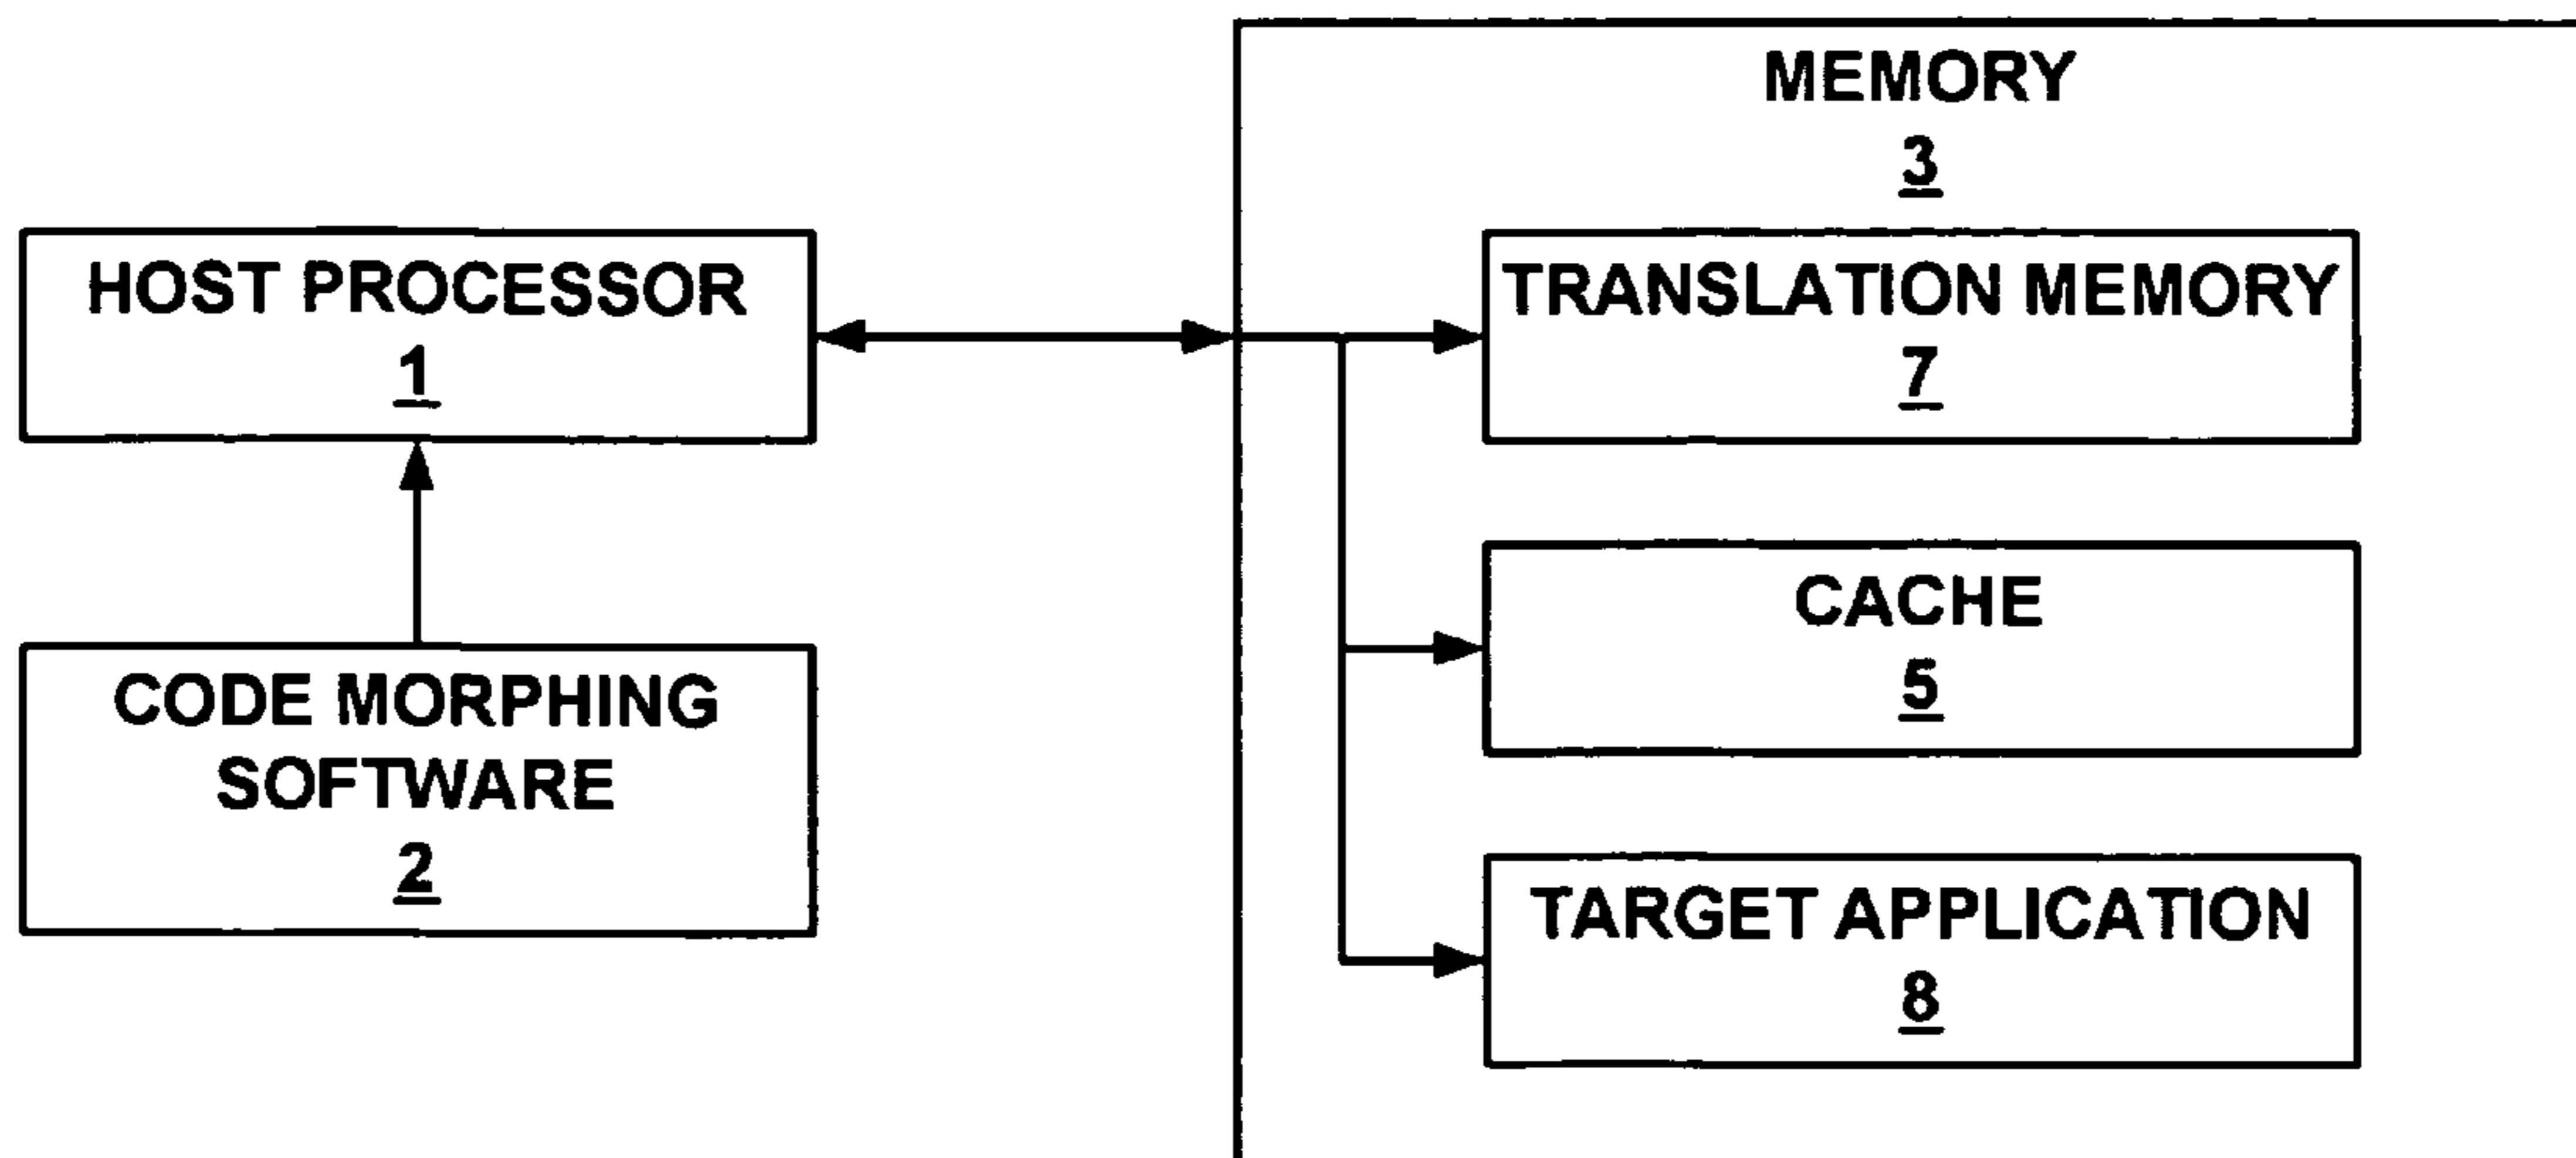 MEMORY
3
HOST PROCESSOR
1
TRANSLATION MEMORY
7
CODE MORPHING
SOFTWARE
2
CACHE
5
TARGET APPLICATION
8